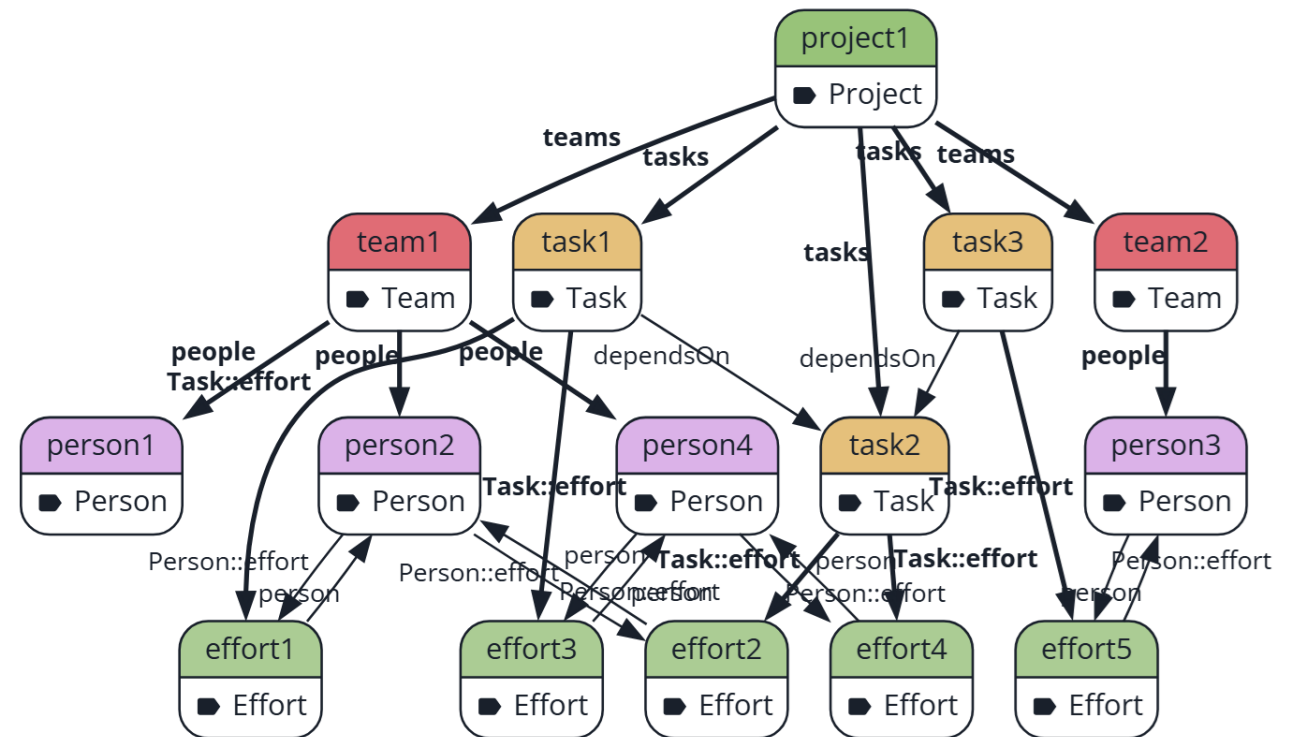 project1
Project
teams
tasks
tasks
teams
tasks
team1
Team
task1
Task
task3
Task
team2
Team
people
Task::effort
people
people
dependsOn
dependsOn
people
person1
Person
person2
Person
person4
Person
task2
Task
person3
Person
Task::effort
Task::effort
Person::effort
person
Person::effort
person
Task::effort
Person::effort
person
person
Task::effort
Person::effort
person
Person::effort
effort1
Effort
effort3
Effort
effort2
Effort
effort4
Effort
effort5
Effort